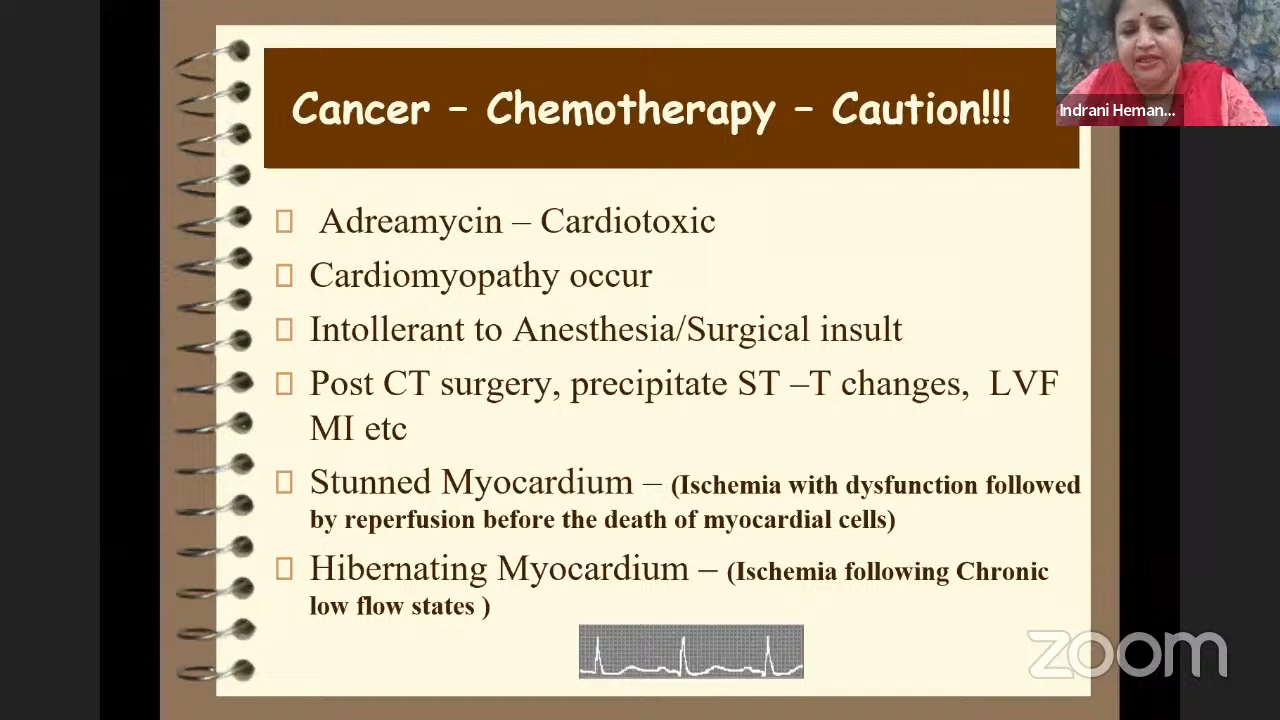 Cancer – Chemotherapy – Caution!!!
Indrani Heman...
Adreamycin – Cardiotoxic
Cardiomyopathy occur
Intollerant to Anesthesia/Surgical insult
Post CT surgery, precipitate ST –T changes, LVF
MI etc
Stunned Myocardium – (Ischemia with dysfunction followed
by reperfusion before the death of myocardial cells)
Hibernating Myocardium – (Ischemia following Chronic
low flow states )
zoom